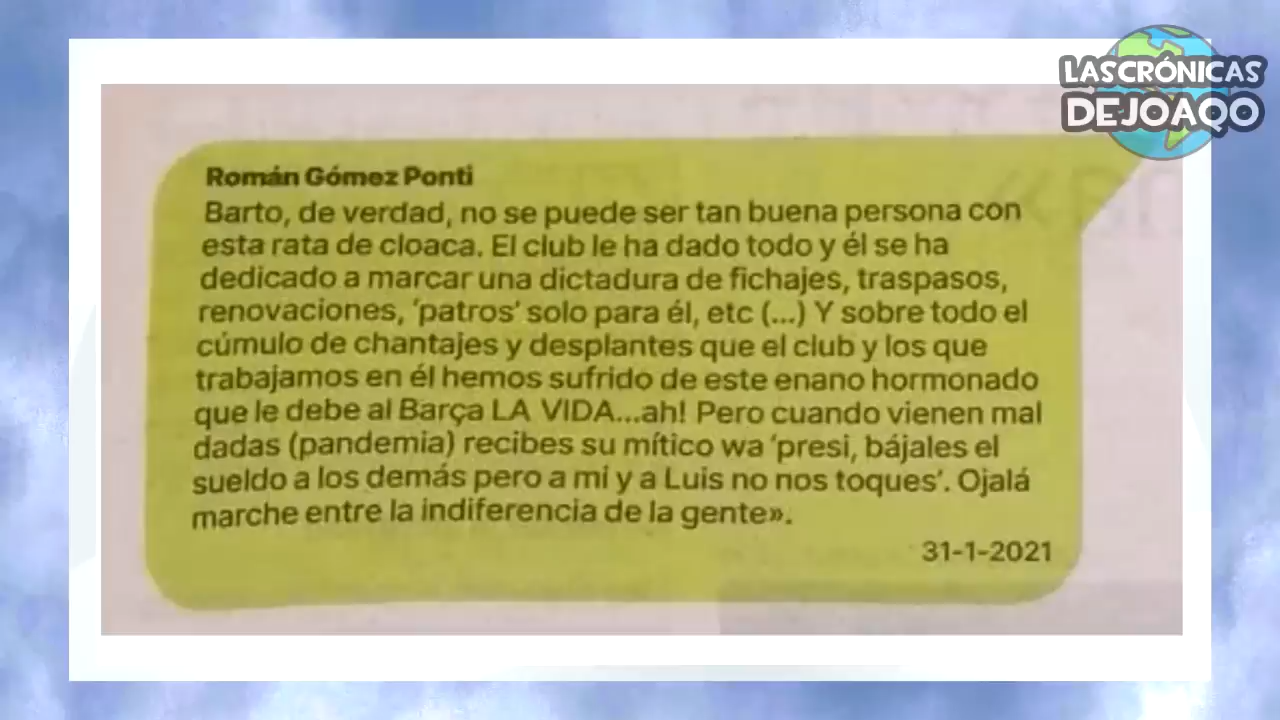 LAS CRÓNICAS
DE JOAQO
Román Gómez Ponti
Barto, de verdad, no se puede ser tan buena persona con
esta rata de cloaca. El club le ha dado todo y él se ha
dedicado a marcar una dictadura de fichajes, traspasos,
renovaciones, ‘patros’ solo para él, etc (...) Y sobre todo el
cúmulo de chantajes y desplantes que el club y los que
trabajamos en él hemos sufrido de este enano hormonado
que le debe al Barça LA VIDA...ah! Pero cuando vienen mal
dadas (pandemia) recibes su mítico wa ‘presi, bájales el
sueldo a los demás pero a mí y a Luis no nos toques’. Ojalá
marche entre la indiferencia de la gente».
31-1-2021